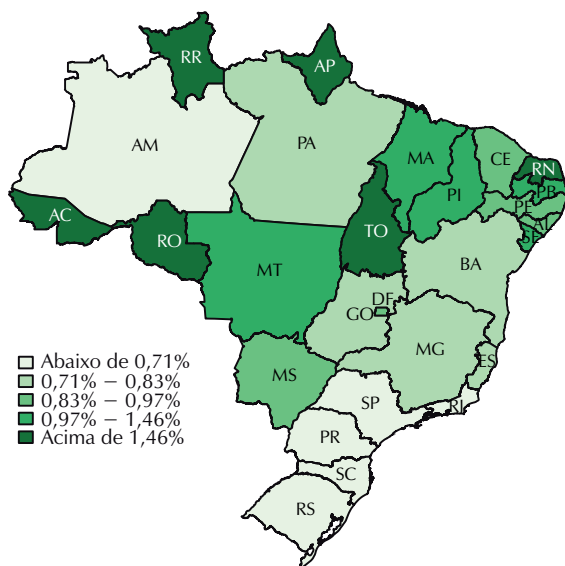 RR
AP
AM
PA
MA
CE
RN
PB
PI
PE
AL
SE
AC
RO
TO
MT
BA
DF
GO
MG
ES
MS
SP
RJ
PR
SC
RS
Abaixo de 0,71%
0,71% – 0,83%
0,83% – 0,97%
0,97% – 1,46%
Acima de 1,46%